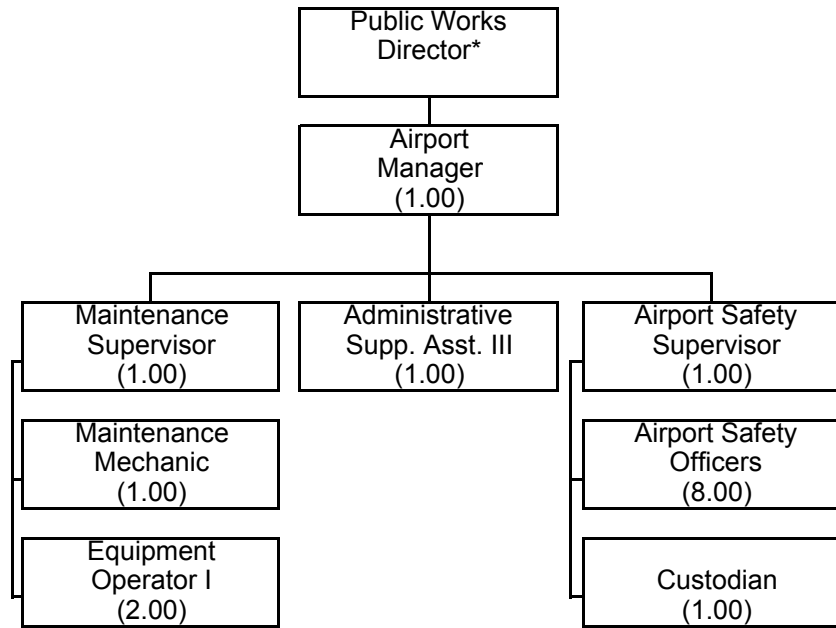 Public Works
Director*
Airport
Manager
(1.00)
Maintenance
Supervisor
(1.00)
Administrative
Supp. Asst. III
(1.00)
Airport Safety
Supervisor
(1.00)
Maintenance
Mechanic
(1.00)
Airport Safety
Officers
(8.00)
Equipment
Operator I
(2.00)
Custodian
(1.00)